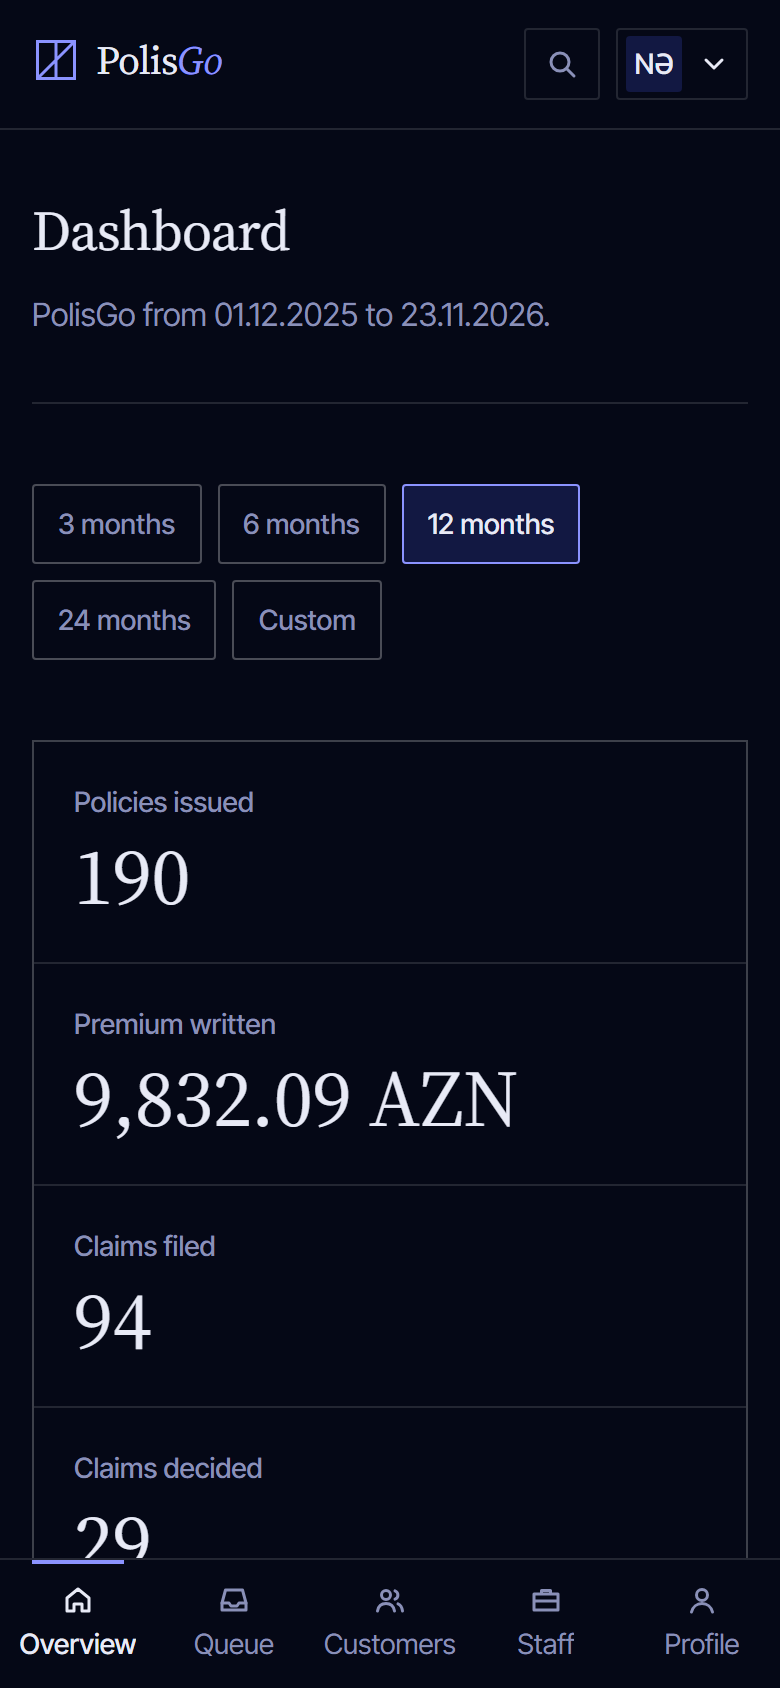 PolisGo
NƏ
Dashboard
PolisGo from 01.12.2025 to 23.11.2026.
3 months
6 months
12 months
24 months
Custom
Policies issued
190
Premium written
9,832.09 AZN
Claims filed
94
Claims decided
29
Overview
Queue
Customers
Staff
Profile